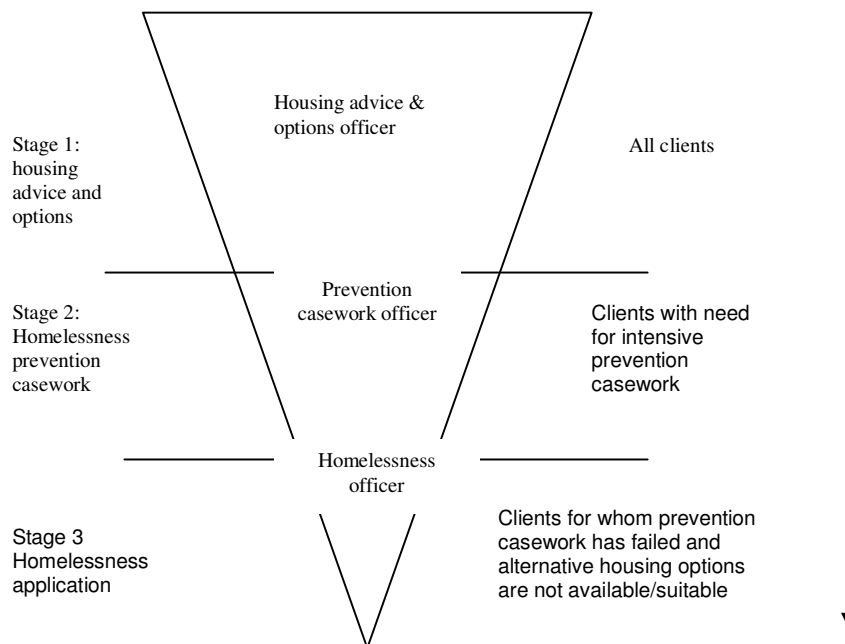 Housing advice &
options officer
Stage 1:
housing
advice and
options
All clients
Prevention
casework officer
Stage 2:
Homelessness
prevention
casework
Clients with need
for intensive
prevention
casework
Homelessness
officer
Stage 3
Homelessness
application
Clients for whom prevention
casework has failed and
alternative housing options
are not available/suitable